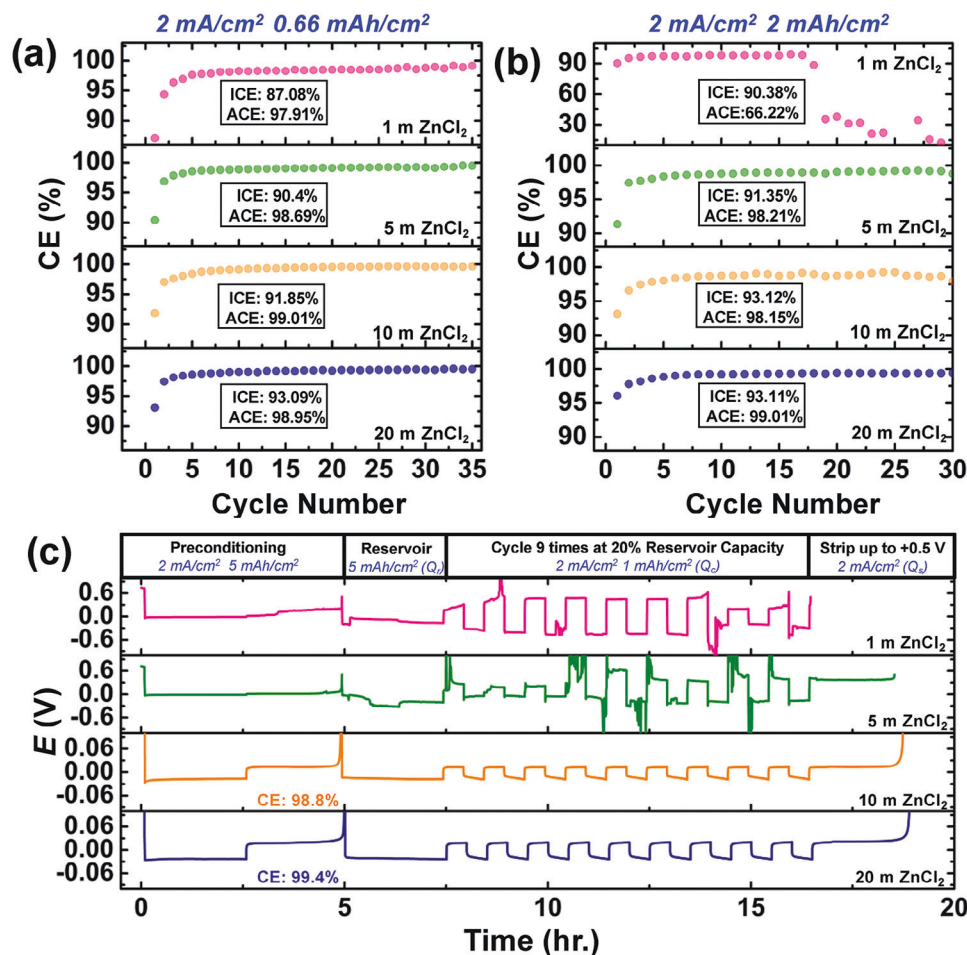 2 mA/cm² 0.66 mAh/cm²
(a)
CE (%)
100
95
90
ICE: 87.08%
ACE: 97.91%
1 m ZnCl₂
100
95
90
ICE: 90.4%
ACE: 98.69%
5 m ZnCl₂
100
95
90
ICE: 91.85%
ACE: 99.01%
10 m ZnCl₂
100
95
90
ICE: 93.09%
ACE: 98.95%
20 m ZnCl₂
0 5 10 15 20 25 30 35
Cycle Number
2 mA/cm² 2 mAh/cm²
(b)
CE (%)
90
60
30
1 m ZnCl₂
ICE: 90.38%
ACE:66.22%
100
95
90
ICE: 91.35%
ACE: 98.21%
5 m ZnCl₂
100
95
90
ICE: 93.12%
ACE: 98.15%
10 m ZnCl₂
100
95
90
ICE: 93.11%
ACE: 99.01%
20 m ZnCl₂
0 5 10 15 20 25 30
Cycle Number
(c)
Preconditioning
2 mA/cm² 5 mAh/cm²
Reservoir
5 mAh/cm² (Qr)
Cycle 9 times at 20% Reservoir Capacity
2 mA/cm² 1 mAh/cm² (Qc)
Strip up to +0.5 V
2 mA/cm² (Qs)
E (V)
0.6
0.0
-0.6
1 m ZnCl₂
0.6
0.0
-0.6
5 m ZnCl₂
0.06
0.00
-0.06
CE: 98.8%
10 m ZnCl₂
0.06
0.00
-0.06
CE: 99.4%
20 m ZnCl₂
0 5 10 15 20
Time (hr.)